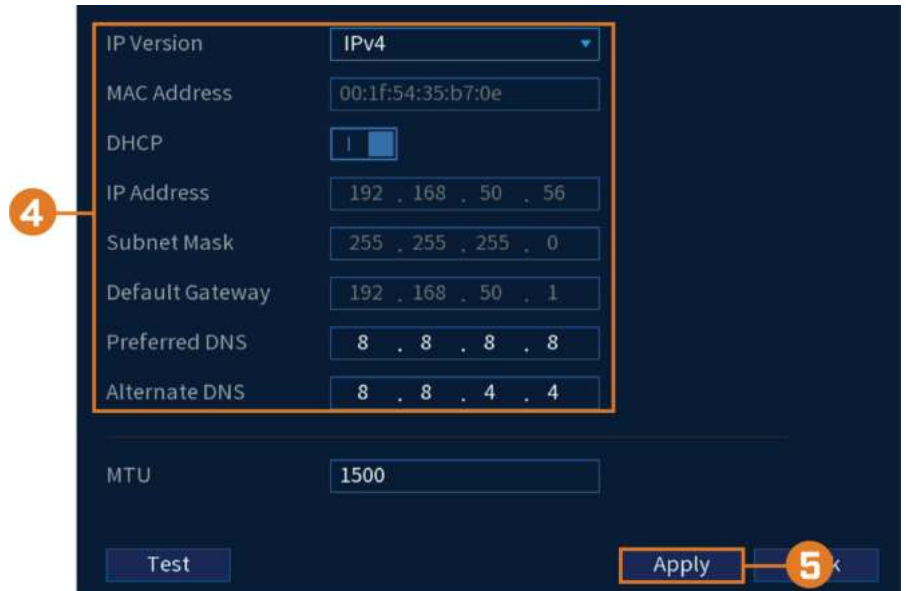 IP Version IPv4
MAC Address 00:1f:54:35:b7:0e
DHCP
4
IP Address 192 . 168 . 50 . 56
Subnet Mask 255 . 255 . 255 . 0
Default Gateway 192 . 168 . 50 . 1
Preferred DNS 8 . 8 . 8 . 8
Alternate DNS 8 . 8 . 4 . 4
MTU 1500
Test Apply 5